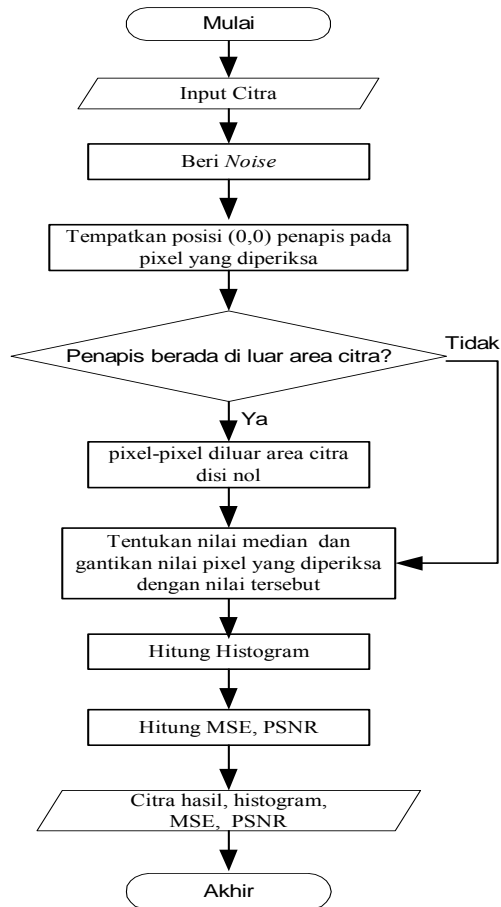 Mulai
Input Citra
Beri Noise
Tempatkan posisi (0,0) penapis pada
pixel yang diperiksa
Penapis berada di luar area citra?
Tidak
Ya
pixel-pixel diluar area citra
disi nol
Tentukan nilai median dan
gantikan nilai pixel yang diperiksa
dengan nilai tersebut
Hitung Histogram
Hitung MSE, PSNR
Citra hasil, histogram,
MSE, PSNR
Akhir